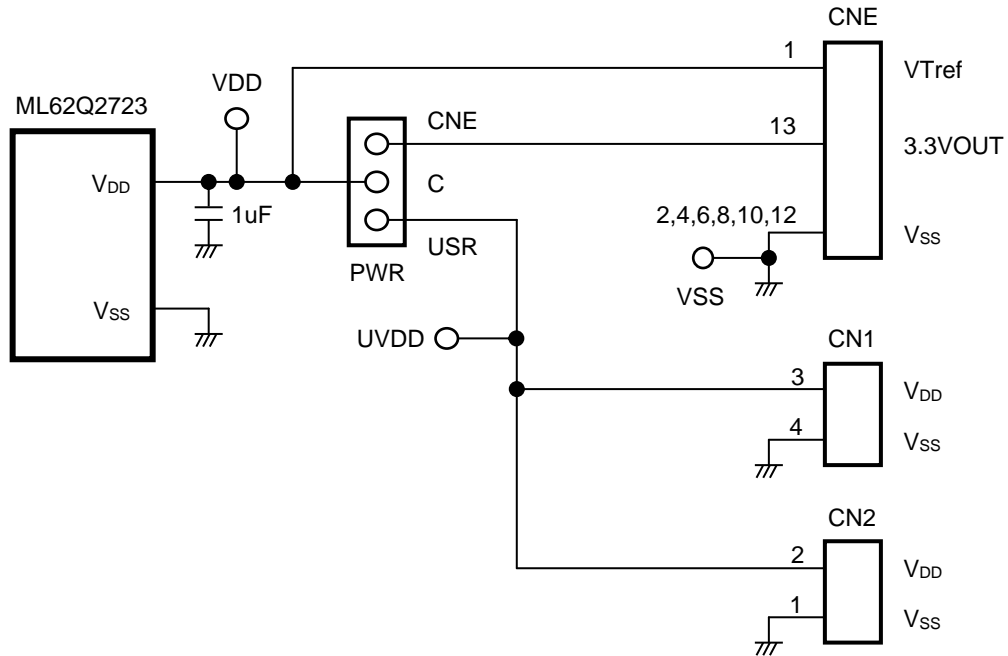 CNE
1
VTref
VDD
ML62Q2723
CNE
13
3.3VOUT
VDD
C
1uF
2,4,6,8,10,12
VSS
USR
PWR
VSS
VSS
UVDD
CN1
3
VDD
4
VSS
CN2
2
VDD
1
VSS